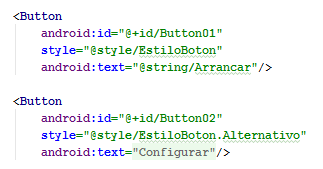 <Button
android:id="@+id/Button01"
style="@style/EstiloBoton"
android:text="@string/Arrancar"/>
<Button
android:id="@+id/Button02"
style="@style/EstiloBoton.Alternativo"
android:text="Configurar"/>